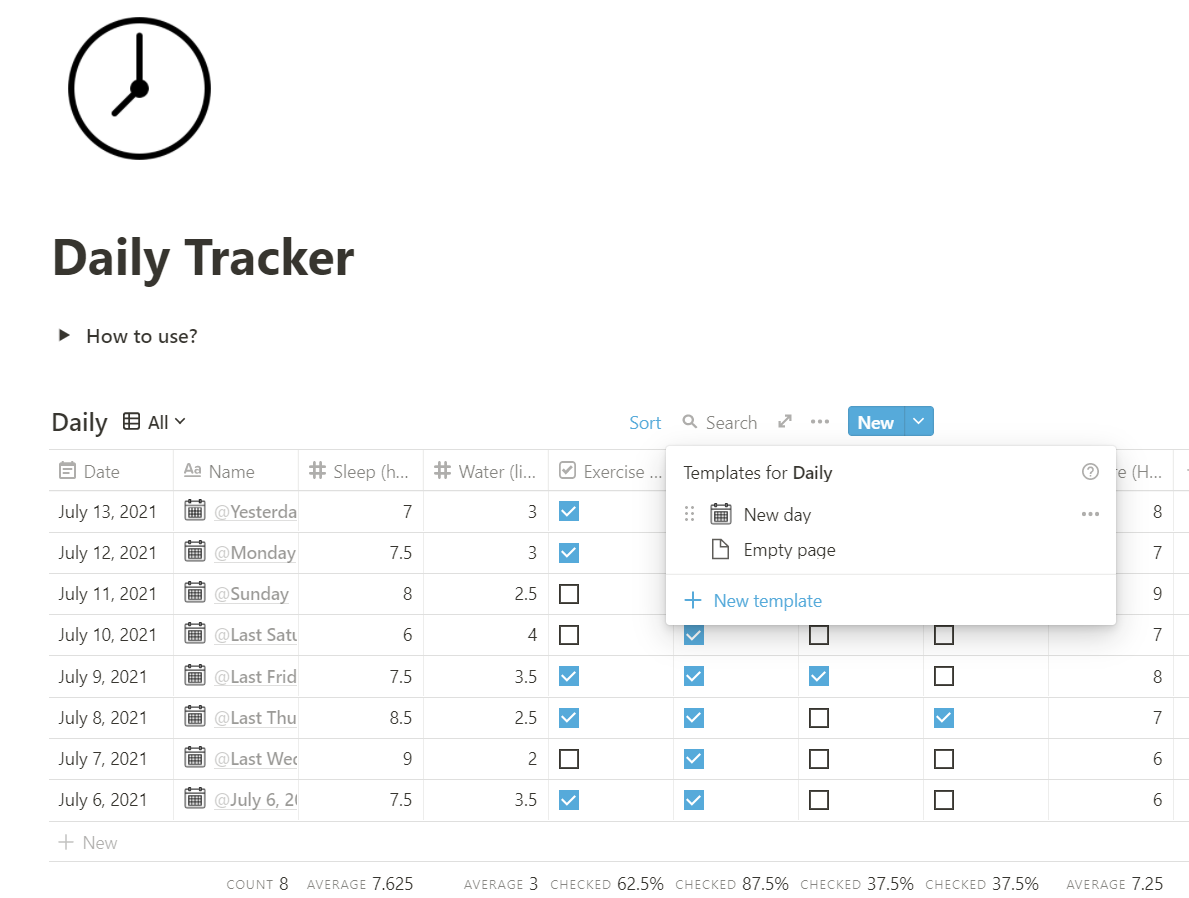 Daily Tracker
How to use?
Daily All Sort Search New
Date Aa Name Sleep (h... Water (li... Exercise ... (H...
Templates for Daily
New day
Empty page
New template
July 13, 2021 @Yesterda 7 3 8
July 12, 2021 @Monday 7.5 3 7
July 11, 2021 @Sunday 8 2.5 9
July 10, 2021 @Last Satu 6 4 7
July 9, 2021 @Last Frid 7.5 3.5 8
July 8, 2021 @Last Thu 8.5 2.5 7
July 7, 2021 @Last Wed 9 2 6
July 6, 2021 @July 6, 20 7.5 3.5 6
New
COUNT 8 AVERAGE 7.625 AVERAGE 3 CHECKED 62.5% CHECKED 87.5% CHECKED 37.5% CHECKED 37.5% AVERAGE 7.25